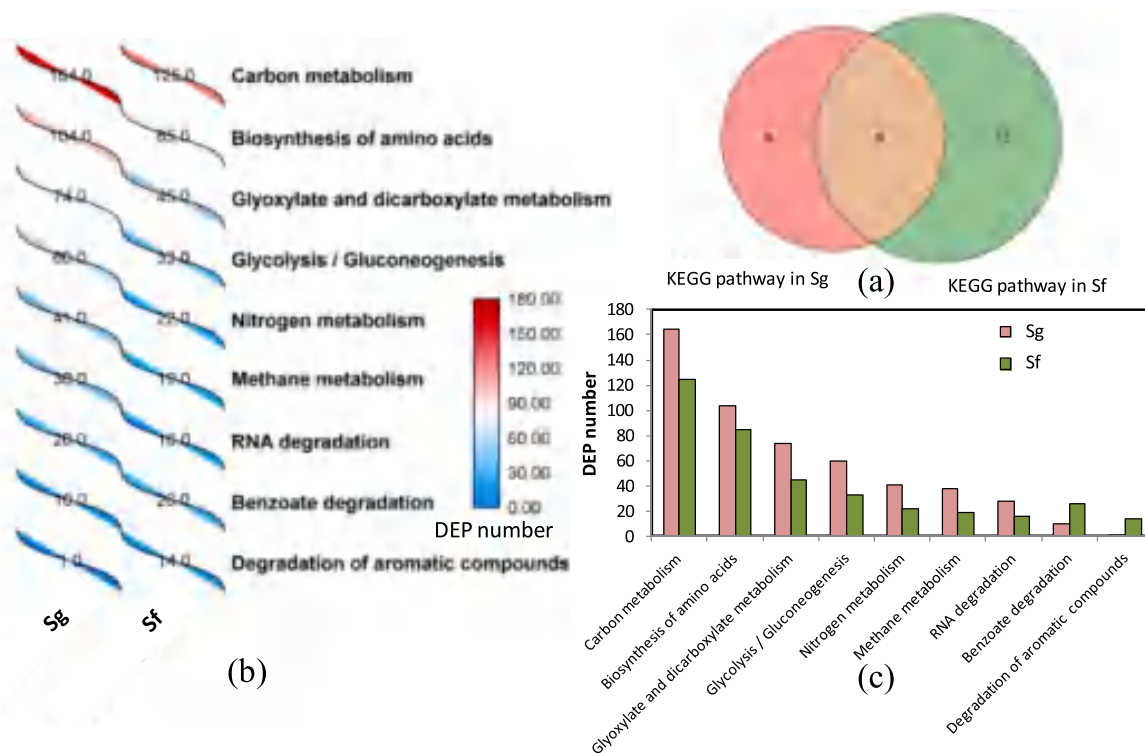 164.0 125.0 Carbon metabolism
104.0 85.0 Biosynthesis of amino acids
74.0 45.0 Glyoxylate and dicarboxylate metabolism
60.0 33.0 Glycolysis / Gluconeogenesis
41.0 22.0 Nitrogen metabolism
38.0 19.0 Methane metabolism
28.0 16.0 RNA degradation
10.0 26.0 Benzoate degradation
1.0 14.0 Degradation of aromatic compounds
Sg Sf
180.00
150.00
120.00
90.00
60.00
30.00
0.00
DEP number
(b)
KEGG pathway in Sg
(a)
KEGG pathway in Sf
180
160
140
120
100
80
60
40
20
0
DEP number
Sg
Sf
Carbon metabolism
Biosynthesis of amino acids
Glyoxylate and dicarboxylate metabolism
Glycolysis / Gluconeogenesis
Nitrogen metabolism
Methane metabolism
RNA degradation
Benzoate degradation
Degradation of aromatic compounds
(c)